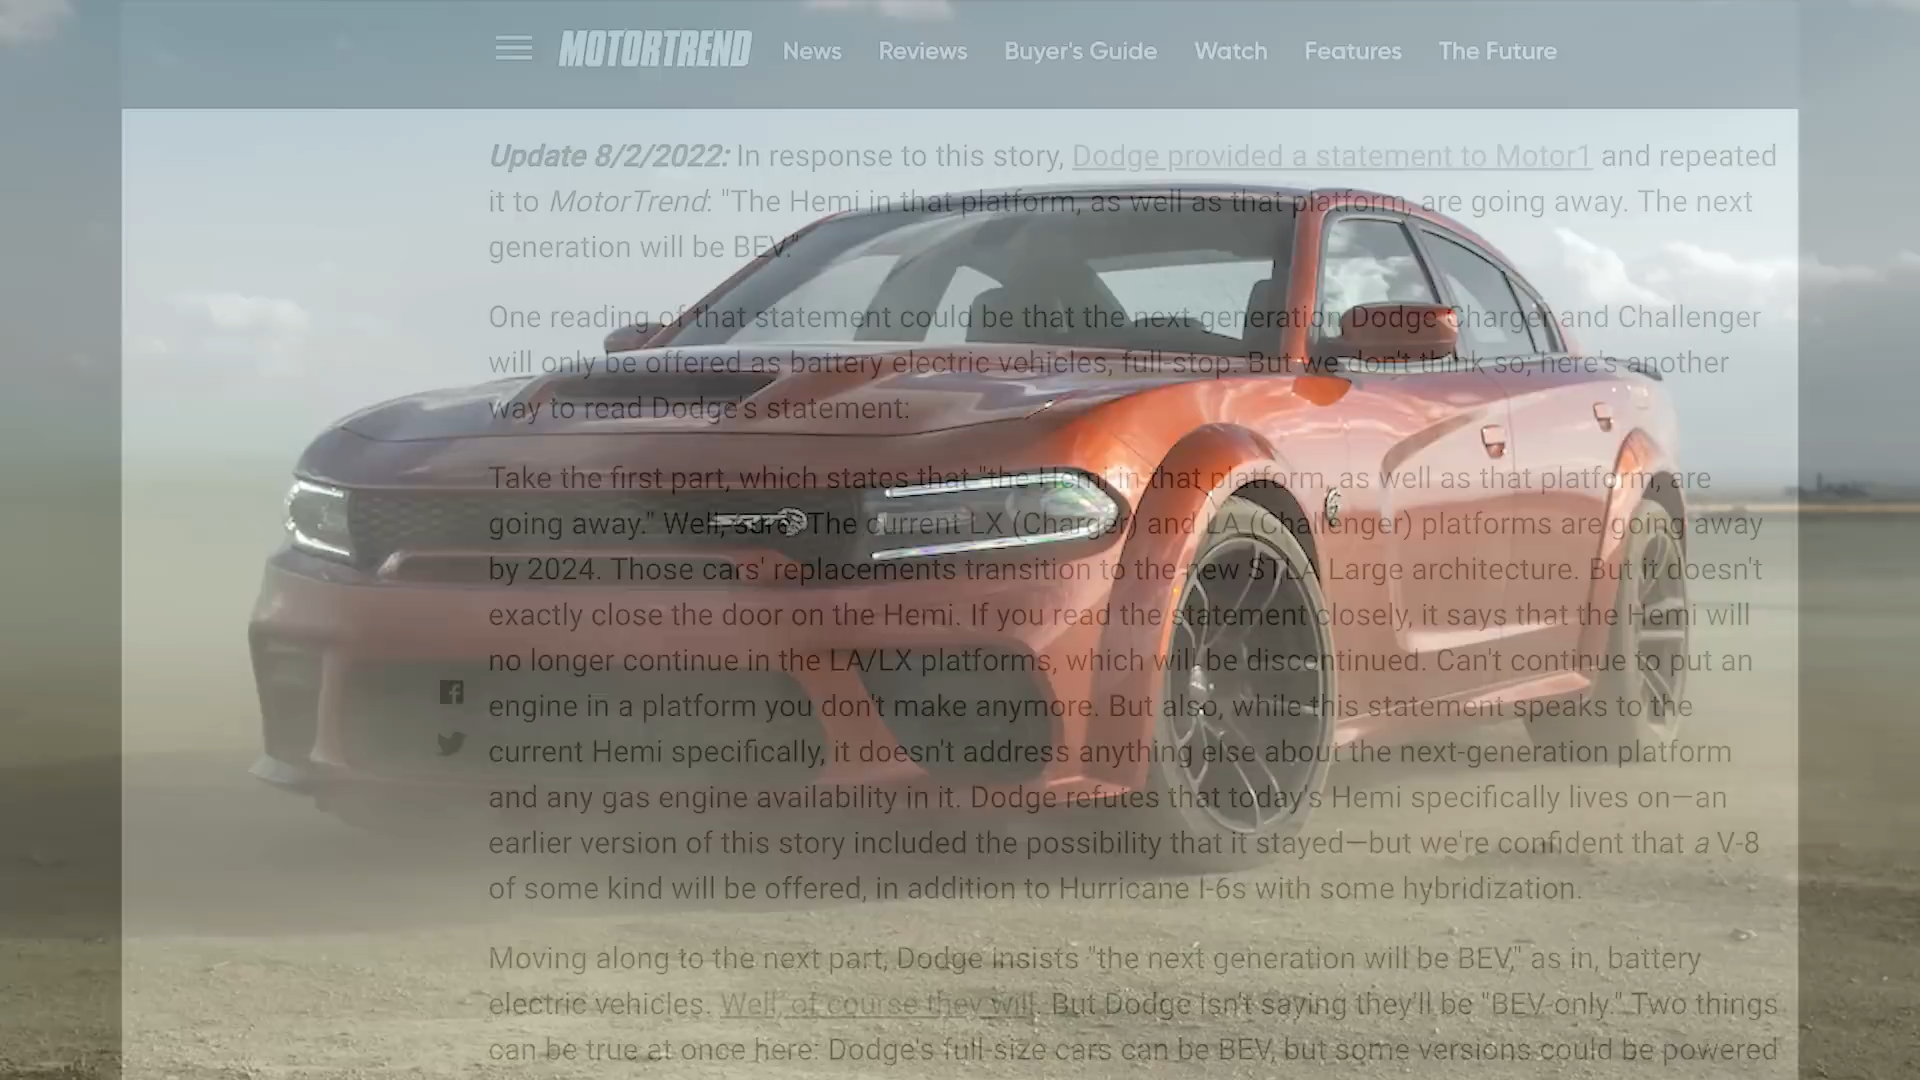 MOTORTREND News Reviews Buyer's Guide Watch Features The Future
Update 8/2/2022: In response to this story, Dodge provided a statement to Motor1 and repeated
it to MotorTrend: "The Hemi in that platform, as well as that platform, are going away. The next
generation will be BEV."
One reading of that statement could be that the next generation Dodge Charger and Challenger
will only be offered as battery electric vehicles, full stop. But we don't think so; here's another
way to read Dodge's statement:
Take the first part, which states that "the Hemi in that platform, as well as that platform, are
going away." Well, sure. The current LX (Charger) and LA (Challenger) platforms are going away
by 2024. Those cars' replacements transition to the new STLA Large architecture. But it doesn't
exactly close the door on the Hemi. If you read the statement closely, it says that the Hemi will
no longer continue in the LA/LX platforms, which will be discontinued. Can't continue to put an
engine in a platform you don't make anymore. But also, while this statement speaks to the
current Hemi specifically, it doesn't address anything else about the next-generation platform
and any gas engine availability in it. Dodge refutes that today's Hemi specifically lives on—an
earlier version of this story included the possibility that it stayed—but we're confident that a V-8
of some kind will be offered, in addition to Hurricane I-6s with some hybridization.
Moving along to the next part, Dodge insists "the next generation will be BEV," as in, battery
electric vehicles. Well, of course they will. But Dodge isn't saying they'll be "BEV-only." Two things
can be true at once here: Dodge's full-size cars can be BEV, but some versions could be powered
SRT